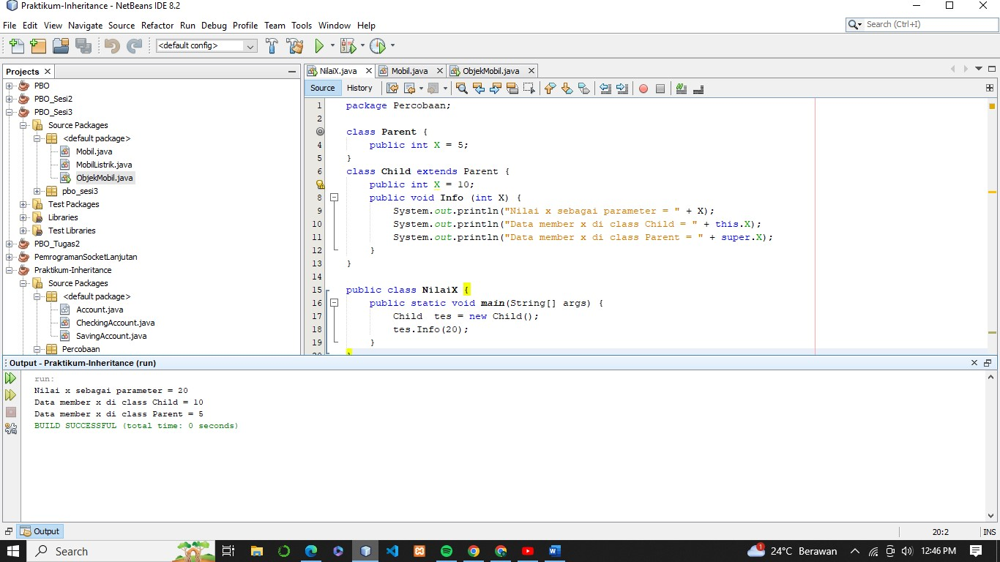 Praktikum-Inheritance - NetBeans IDE 8.2
File Edit View Navigate Source Refactor Run Debug Profile Team Tools Window Help
Search (Ctrl+I)
<default config>
Projects
PBO
PBO_Sesi2
PBO_Sesi3
Source Packages
<default package>
Mobil.java
MobilListrik.java
ObjekMobil.java
pbo_sesi3
Test Packages
Libraries
Test Libraries
PBO_Tugas2
PemrogramanSocketLanjutan
Praktikum-Inheritance
Source Packages
<default package>
Account.java
CheckingAccount.java
SavingAccount.java
Percobaan
NilaiX.java Mobil.java ObjekMobil.java
Source History
1 package Percobaan;
2
class Parent {
4 public int X = 5;
5 }
6 class Child extends Parent {
public int X = 10;
8 public void Info (int X) {
9 System.out.println("Nilai x sebagai parameter = " + X);
10 System.out.println("Data member x di class Child = " + this.X);
11 System.out.println("Data member x di class Parent = " + super.X);
12 }
13 }
14
15 public class NilaiX {
16 public static void main(String[] args) {
17 Child  tes = new Child();
18 tes.Info(20);
19 }
20 }
Output - Praktikum-Inheritance (run)
run:
Nilai x sebagai parameter = 20
Data member x di class Child = 10
Data member x di class Parent = 5
BUILD SUCCESSFUL (total time: 0 seconds)
Output
20:2 INS
Search
1
24°C Berawan
12:46 PM